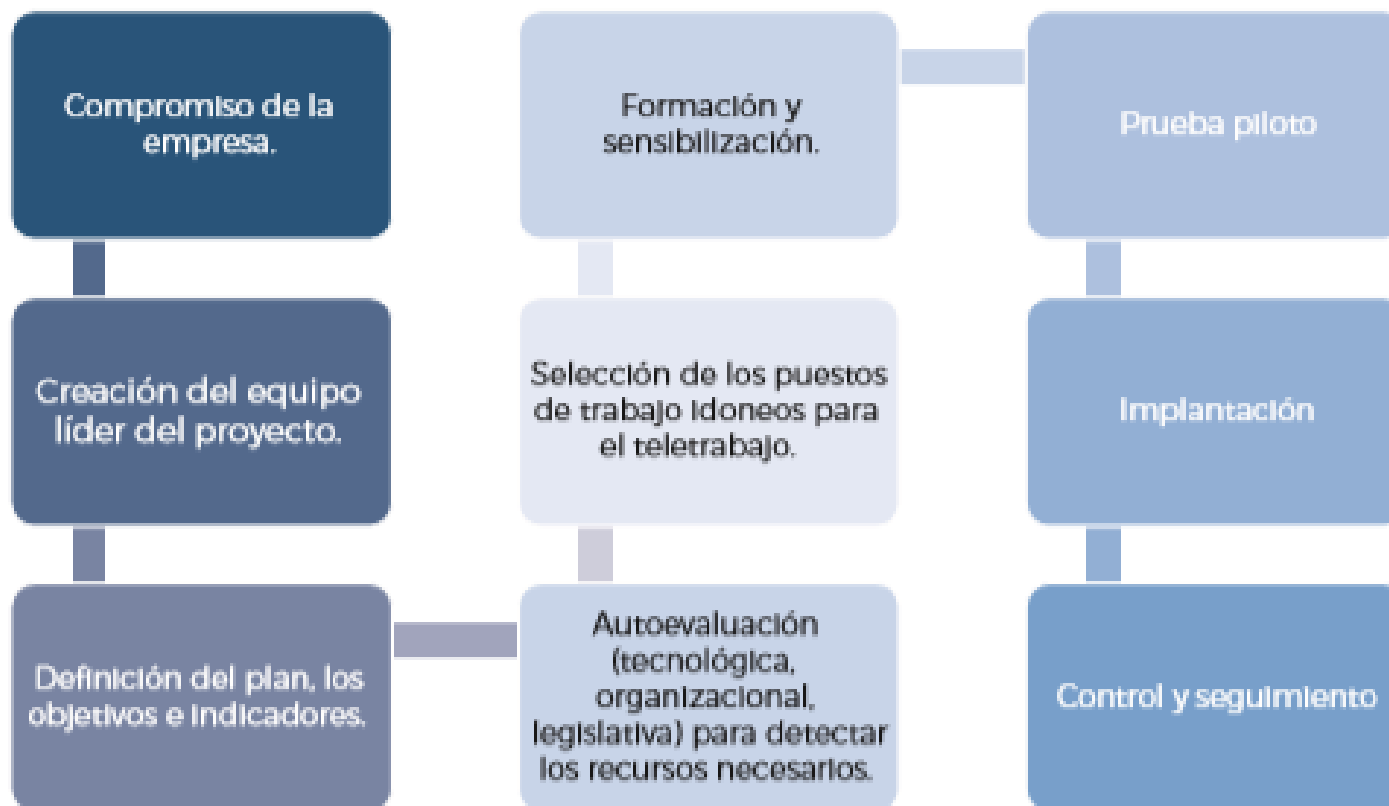 Compromiso de la
empresa.
Creación del equipo
líder del proyecto.
Definición del plan, los
objetivos e indicadores.
Autoevaluación
(tecnológica,
organizacional,
legislativa) para detectar
los recursos necesarios.
Selección de los puestos
de trabajo idoneos para
el teletrabajo.
Formación y
sensibilización.
Prueba piloto
Implantación
Control y seguimiento